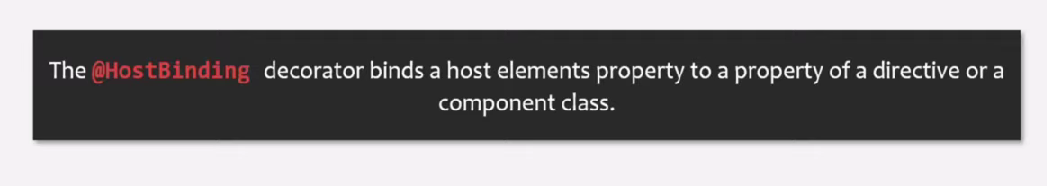 The @HostBinding decorator binds a host elements property to a property of a directive or a
component class.